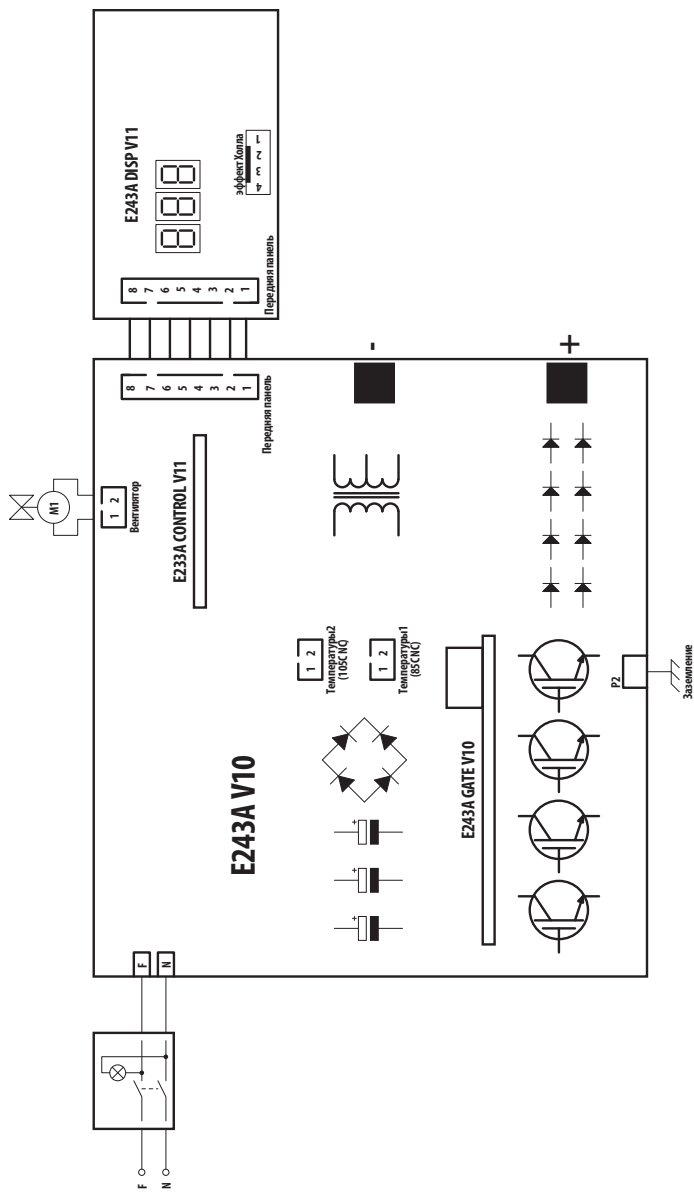 E243A DISP V11
эффект Холла
4 3 2 1
8 7 6 5 4 3 2 1
Передняя панель
8 7 6 5 4 3 2 1
Передняя панель
-
+
M1
1 2
Вентилятор
E233A CONTROL V11
1 2
Температуры2
(105C NC)
1 2
Температуры1
(85C NC)
E243A V10
E243A GATE V10
+
+
+
P2
Заземление
F
N
F
N